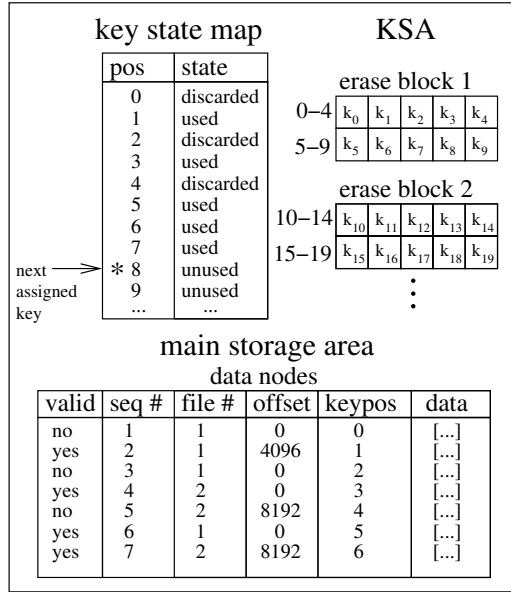 key state map
pos state
0 discarded
1 used
2 discarded
3 used
4 discarded
5 used
6 used
7 used
* 8 unused
9 unused
... ...
next
assigned
key
KSA
erase block 1
0–4 k0 k1 k2 k3 k4
5–9 k5 k6 k7 k8 k9
erase block 2
10–14 k10 k11 k12 k13 k14
15–19 k15 k16 k17 k18 k19
main storage area
data nodes
valid seq # file # offset keypos data
no 1 1 0 0 [...]
yes 2 1 4096 1 [...]
no 3 1 0 2 [...]
yes 4 2 0 3 [...]
no 5 2 8192 4 [...]
yes 6 1 0 5 [...]
yes 7 2 8192 6 [...]